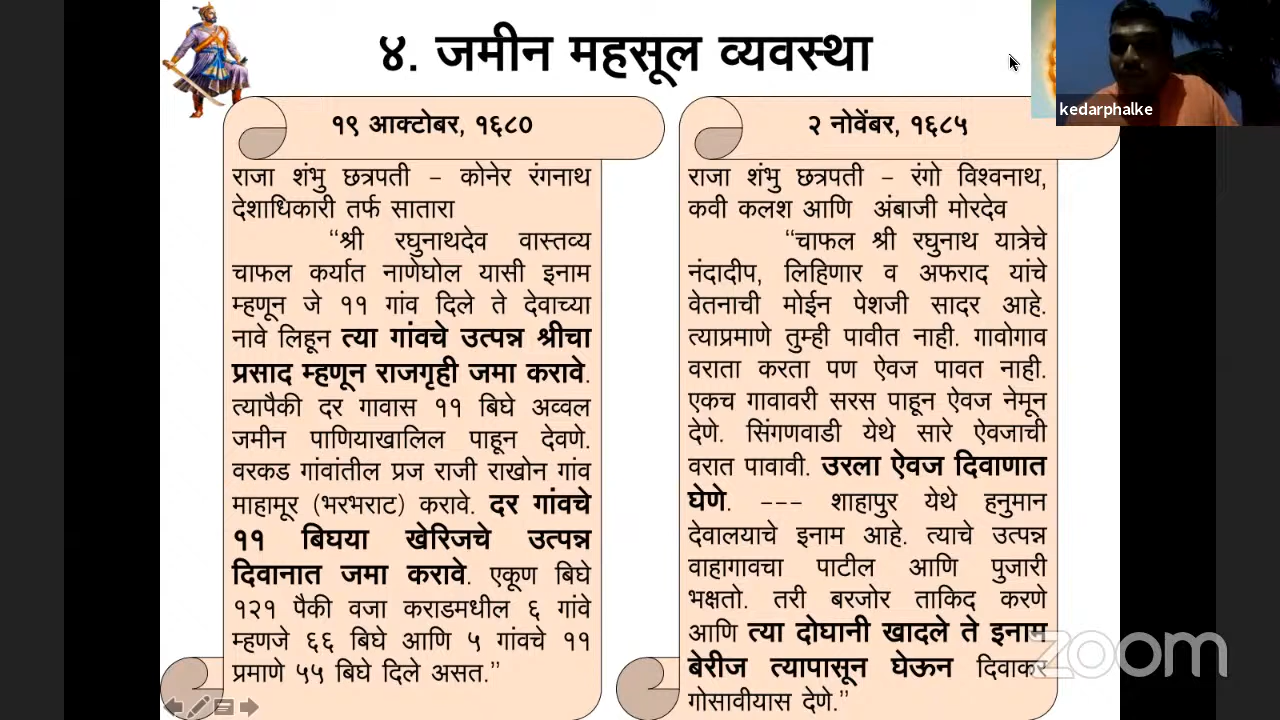 ४. जमीन महसूल व्यवस्था
kedarphalke
१९ आक्टोबर, १६८०
राजा शंभु छत्रपती – कोनेर रंगनाथ
देशाधिकारी तर्फ सातारा
“श्री रघुनाथदेव वास्तव्य
चाफल कर्यात नाणेघोल यासी इनाम
म्हणून जे ११ गांव दिले ते देवाच्या
नावे लिहून त्या गांवचे उत्पन्न श्रीचा
प्रसाद म्हणून राजगृही जमा करावे.
त्यापैकी दर गावास ११ बिघे अव्वल
जमीन पाणियाखालिल पाहून देवणे.
वरकड गांवांतील प्रज राजी राखोन गांव
माहामूर (भरभराट) करावे. दर गांवचे
११ बिघया खेरिजचे उत्पन्न
दिवानात जमा करावे. एकूण बिघे
१२१ पैकी वजा कराडमधील ६ गांवे
म्हणजे ६६ बिघे आणि ५ गांवचे ११
प्रमाणे ५५ बिघे दिले असत.”
२ नोवेंबर, १६८५
राजा शंभु छत्रपती – रंगो विश्वनाथ,
कवी कलश आणि अंबाजी मोरदेव
“चाफल श्री रघुनाथ यात्रेचे
नंदादीप, लिहिणार व अफराद यांचे
वेतनाची मोईन पेशजी सादर आहे.
त्याप्रमाणे तुम्ही पावीत नाही. गावोगाव
वराता करता पण ऐवज पावत नाही.
एकच गावावरी सरस पाहून ऐवज नेमून
देणे. सिंगणवाडी येथे सारे ऐवजाची
वरात पावावी. उरला ऐवज दिवाणात
घेणे. --- शाहापुर येथे हनुमान
देवालयाचे इनाम आहे. त्याचे उत्पन्न
वाहागावचा पाटील आणि पुजारी
भक्षतो. तरी बरजोर ताकिद करणे
आणि त्या दोघानी खादले ते इनाम
बेरीज त्यापासून घेऊन दिवाकर
गोसावीयास देणे.”
zoom